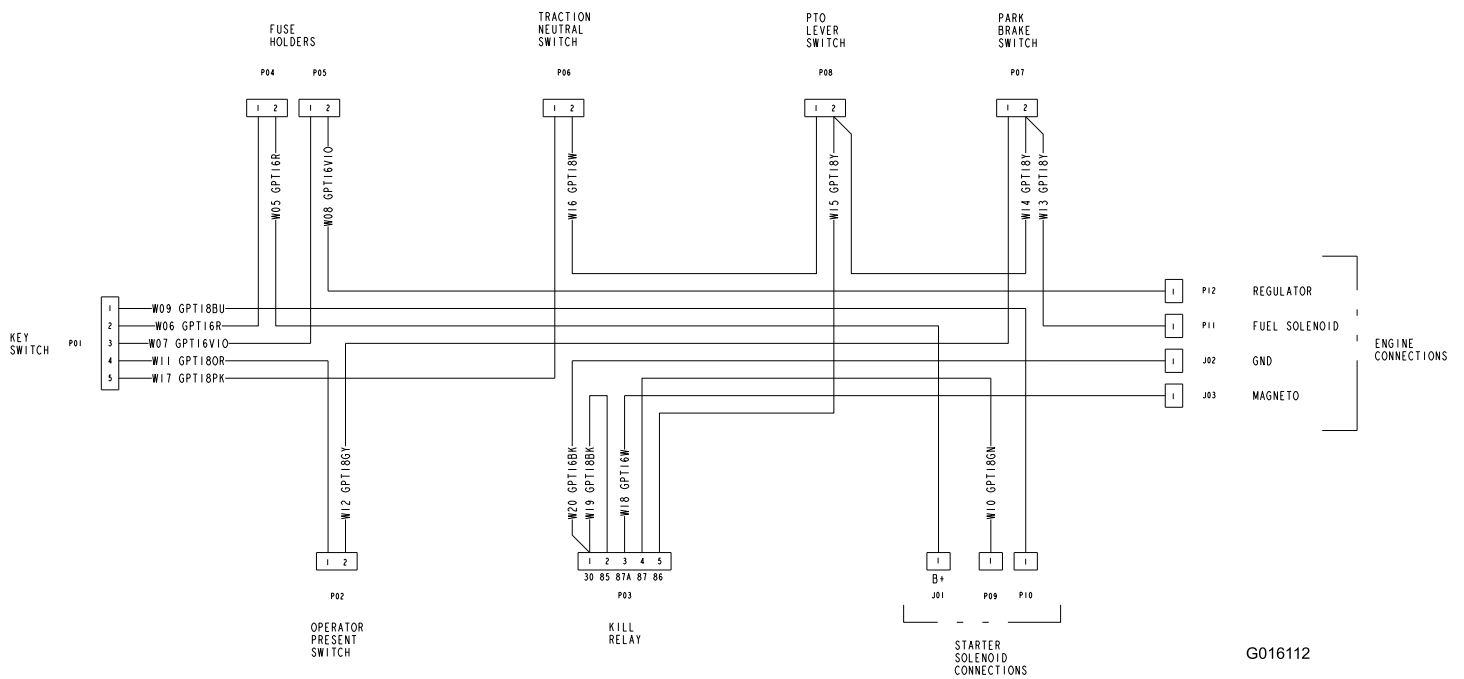 FUSE
HOLDERS
TRACTION
NEUTRAL
SWITCH
PTO
LEVER
SWITCH
PARK
BRAKE
SWITCH
P04
P05
P06
P08
P07
1 2
1 2
1 2
1 2
1 2
W05 GPT16R
W08 GPT16VIO
W16 GPT18W
W15 GPT18Y
W14 GPT18Y
W13 GPT18Y
KEY
SWITCH
P01
1
2
3
4
5
W09 GPT18BU
W06 GPT16R
W07 GPT16VIO
W11 GPT18OR
W17 GPT18PK
1 P12 REGULATOR
1 P11 FUEL SOLENOID
1 J02 GND
1 J03 MAGNETO
ENGINE
CONNECTIONS
W12 GPT18GY
W20 GPT16BK
W19 GPT18BK
W18 GPT16W
W10 GPT18GN
1 2
P02
OPERATOR
PRESENT
SWITCH
1 2 3 4 5
30 85 87A 87 86
P03
KILL
RELAY
1
B+
J01
1
P09
1
P10
STARTER
SOLENOID
CONNECTIONS
G016112